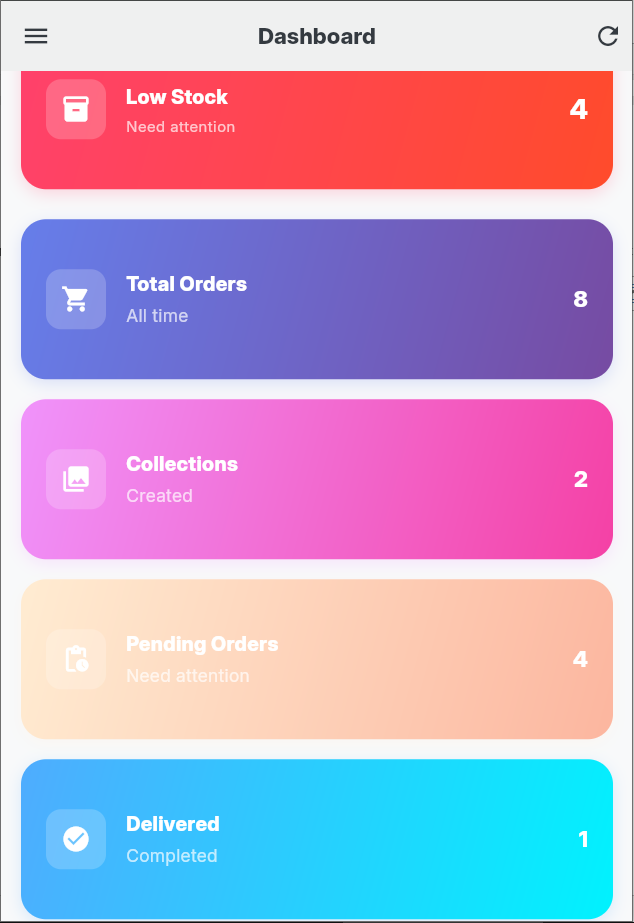 Dashboard
Low Stock
Need attention
4
Total Orders
All time
8
Collections
Created
2
Pending Orders
Need attention
4
Delivered
Completed
1